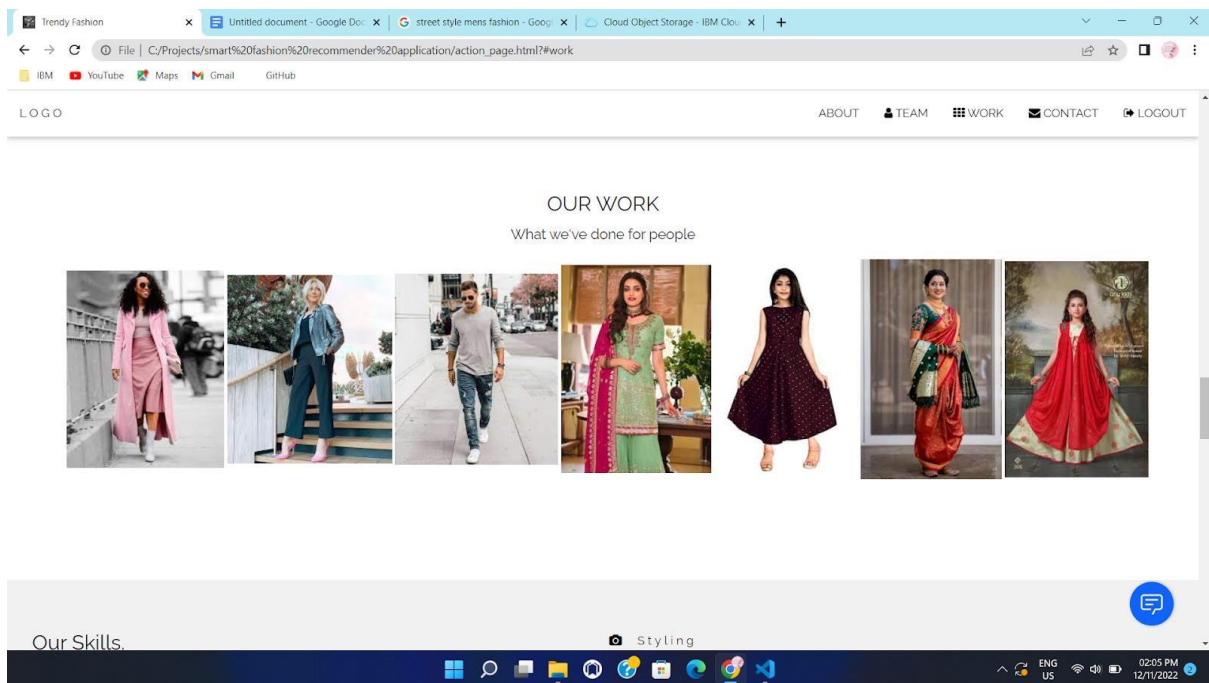 Trendy Fashion
Untitled document - Google Doc
street style mens fashion - Goog
Cloud Object Storage - IBM Clou
File | C:/Projects/smart%20fashion%20recommender%20application/action_page.html?#work
IBM YouTube Maps Gmail GitHub
LOGO
ABOUT TEAM WORK CONTACT LOGOUT
OUR WORK
What we've done for people
Our Skills.
Styling
ENG
US
02:05 PM
12/11/2022
2